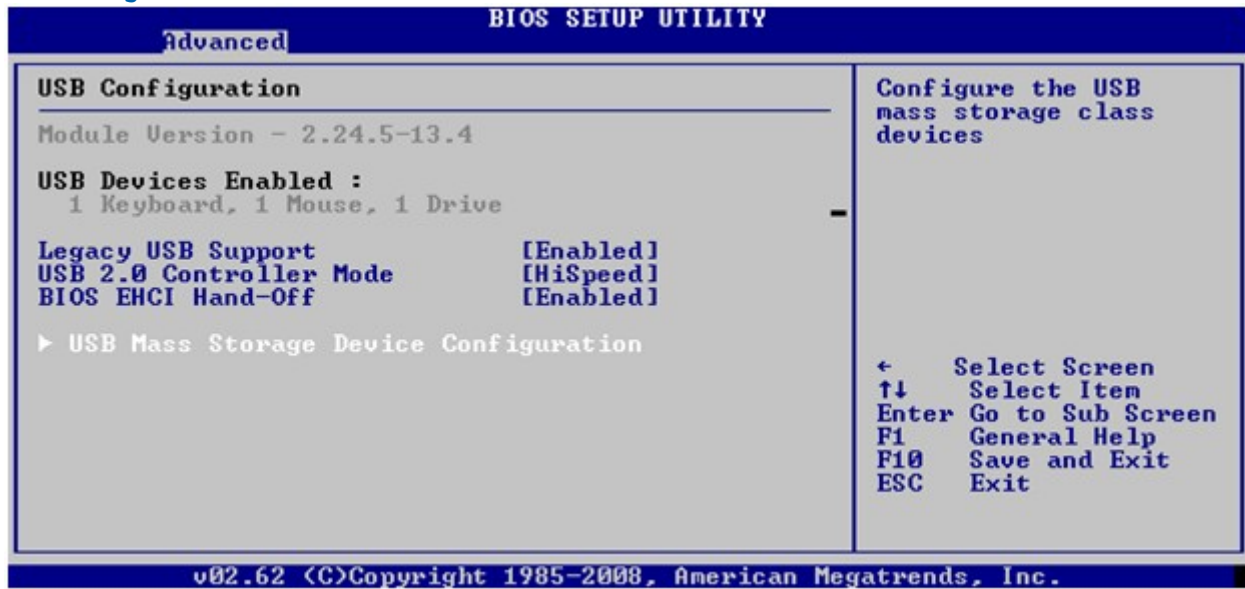 BIOS SETUP UTILITY
Advanced
USB Configuration
Module Version - 2.24.5-13.4
USB Devices Enabled :
1 Keyboard, 1 Mouse, 1 Drive
Legacy USB Support [Enabled]
USB 2.0 Controller Mode [HiSpeed]
BIOS EHCI Hand-Off [Enabled]
▶ USB Mass Storage Device Configuration
Configure the USB
mass storage class
devices
← Select Screen
↑↓ Select Item
Enter Go to Sub Screen
F1 General Help
F10 Save and Exit
ESC Exit
v02.62 (C)Copyright 1985-2008, American Megatrends, Inc.